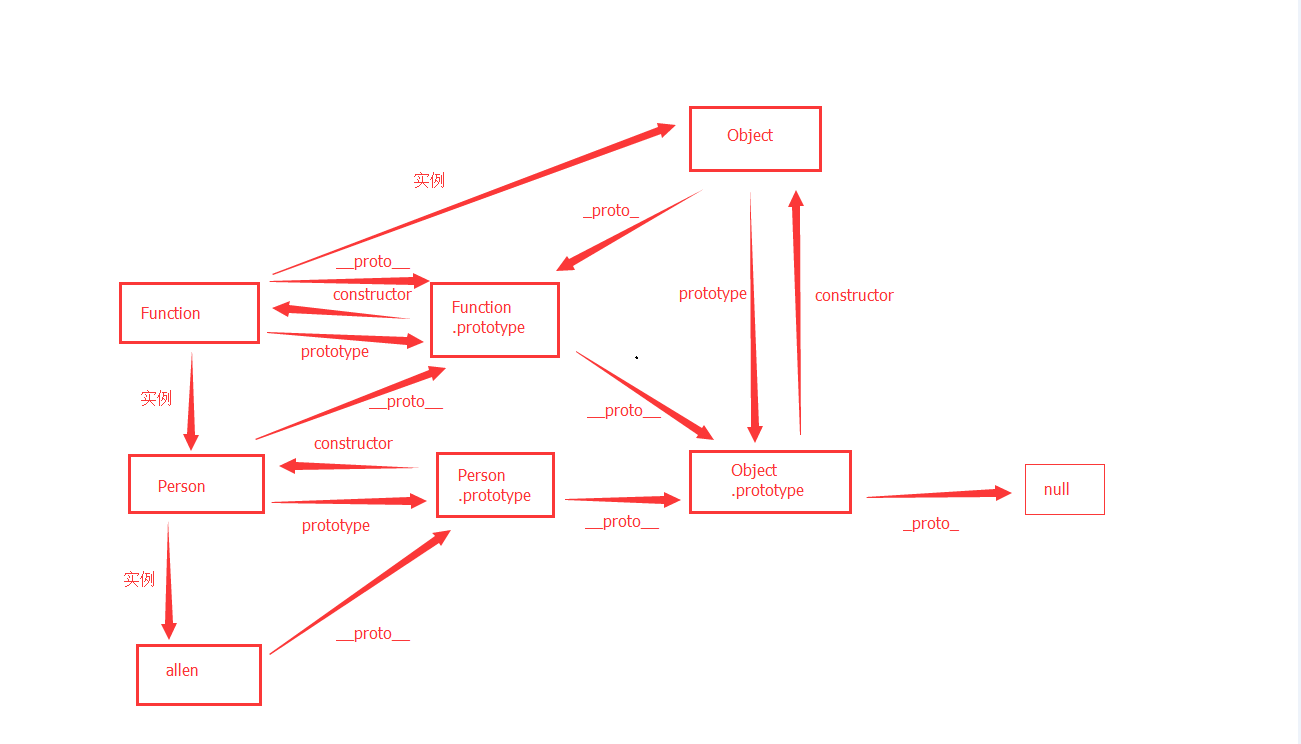 Object
实例
_proto_
__proto__
constructor
prototype
constructor
Function
Function
.prototype
prototype
实例
__proto__
__proto__
constructor
Person
Person
.prototype
Object
.prototype
null
prototype
__proto__
_proto_
实例
__proto__
allen